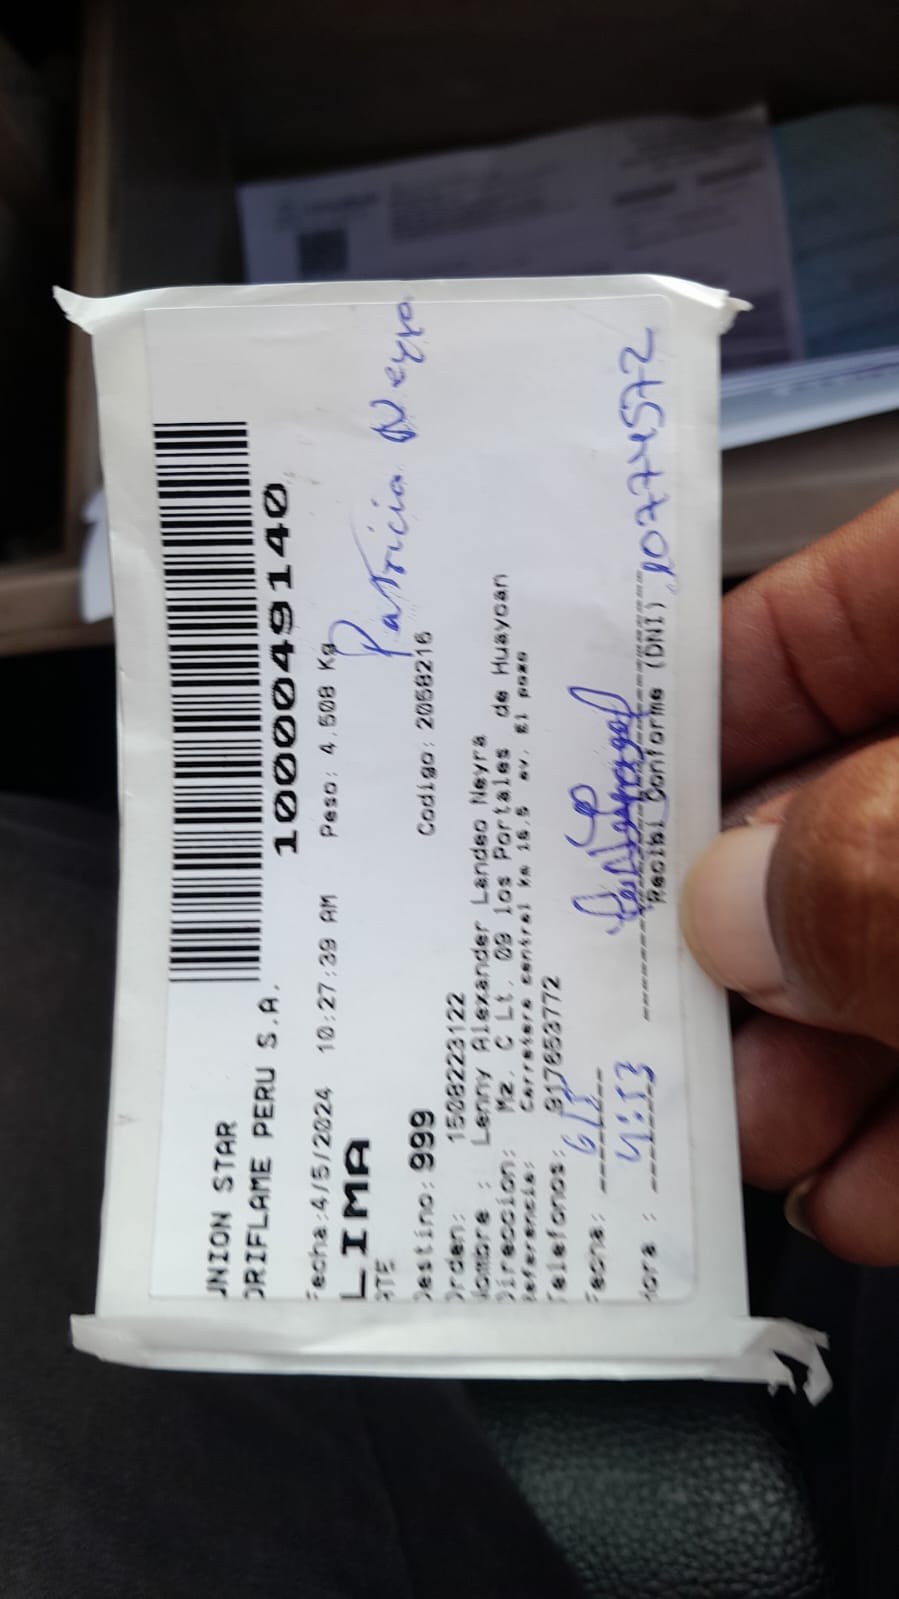 UNION STAR
ORIFLAME PERU S.A.
1000049140
Fecha:4/5/2024 10:27:39 AM Peso: 4.508 Kg
LIMA
ATE
Patricia Neyra
Destino: 999 Codigo: 2058216
Orden: 1508223122
Nombre : Lenny Alexander Landeo Neyra
Direccion: Mz. C Lt. 09 los Portales de Huaycan
Referencia: Carretera central km 16.5 av. El pozo
Telefonos: 917653772
Fecha: 6/5
Hora : 4:13
Recibi Conforme (DNI) 10774572